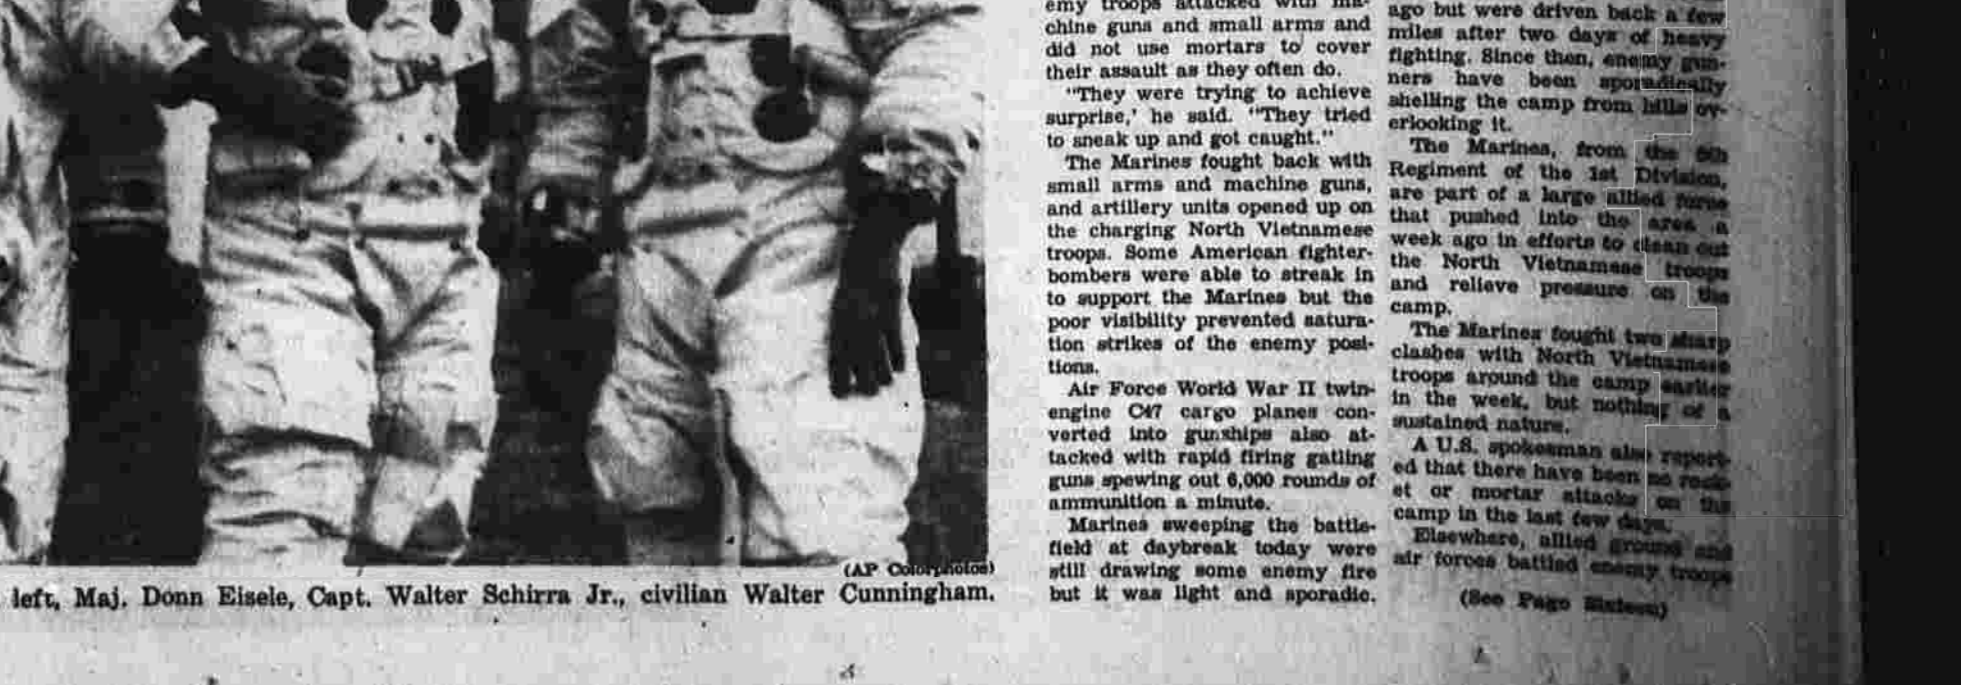 left, Maj. Donn Eisele, Capt. Walter Schirra Jr., civilian Walter Cunningham.
(AP Colorphotos)
emy troops attacked with ma-
chine guns and small arms and
did not use mortars to cover
their assault as they often do.
"They were trying to achieve
surprise,' he said. "They tried
to sneak up and got caught."
The Marines fought back with
small arms and machine guns,
and artillery units opened up on
the charging North Vietnamese
troops. Some American fighter-
bombers were able to streak in
to support the Marines but the
poor visibility prevented satura-
tion strikes of the enemy posi-
tions.
Air Force World War II twin-
engine C47 cargo planes con-
verted into gunships also at-
tacked with rapid firing gatling
guns spewing out 6,000 rounds of
ammunition a minute.
Marines sweeping the battle-
field at daybreak today were
still drawing some enemy fire
but it was light and sporadic.
ago but were driven back a few
miles after two days of heavy
fighting. Since then, enemy gun-
ners have been sporadically
shelling the camp from hills ov-
erlooking it.
The Marines, from the
Regiment of the 1st Division,
are part of a large allied force
that pushed into the area a
week ago in efforts to clean out
the North Vietnamese troops
and relieve pressure on the
camp.
The Marines fought two sharp
clashes with North Vietnamese
troops around the camp earlier
in the week, but nothing of a
sustained nature.
A U.S. spokesman also report-
ed that there have been no rock-
et or mortar attacks on the
camp in the last few days.
Elsewhere, allied ground and
air forces battled enemy troops
(See Page Sixteen)